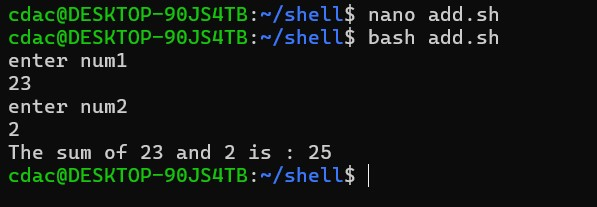 cdac@DESKTOP-90JS4TB:~/shell$ nano add.sh
cdac@DESKTOP-90JS4TB:~/shell$ bash add.sh
enter num1
23
enter num2
2
The sum of 23 and 2 is : 25
cdac@DESKTOP-90JS4TB:~/shell$